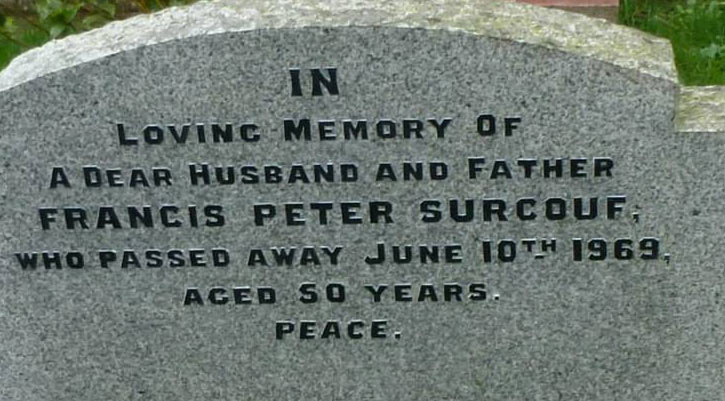 IN
LOVING MEMORY OF
A DEAR HUSBAND AND FATHER
FRANCIS PETER SURCOUF,
WHO PASSED AWAY JUNE 10TH 1969,
AGED 50 YEARS.
PEACE.